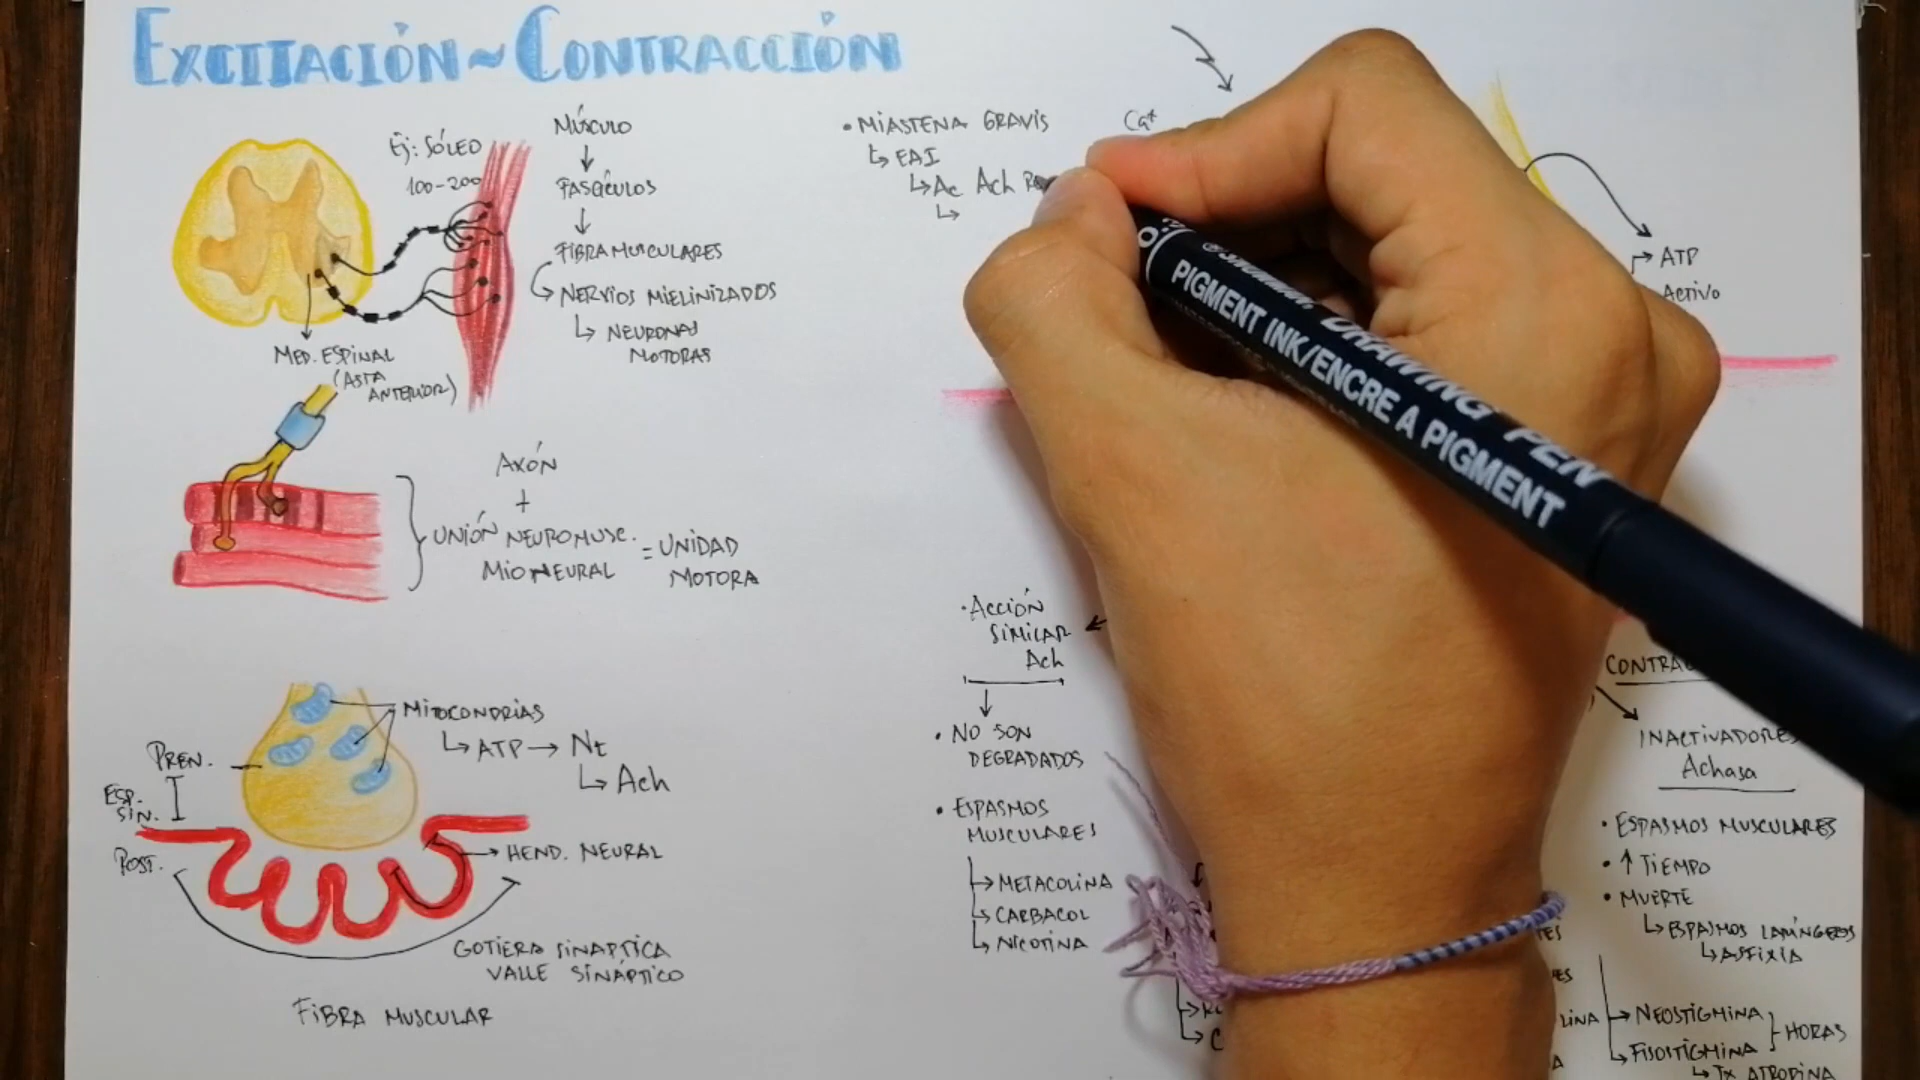 EXCITACIÓN~CONTRACCIÓN
Ej: SÓLEO
100-200
MÚSCULO
FASCÍCULOS
FIBRA MUSCULARES
NERVIOS MIELINIZADOS
NEURONAS
MOTORAS
MED. ESPINAL
(ASTA
ANTERIOR)
AXÓN
+
UNIÓN NEUROMUSC.
MIONEURAL
= UNIDAD
MOTORA
MITOCONDRIAS
ATP → Nt
Ach
PREN.
ESP.
SIN.
POST.
HEND. NEURAL
GOTIERA SINAPTICA
VALLE SINÁPTICO
FIBRA MUSCULAR
• MIASTENA GRAVIS
EAI
Ac Ach
Ca+
ATP
ACTIVO
• ACCIÓN
SIMILAR
Ach
• NO SON
DEGRADADOS
• ESPASMOS
MUSCULARES
METACOLINA
CARBACOL
NICOTINA
INACTIVADORES
Achasa
• ESPASMOS MUSCULARES
• ↑ TIEMPO
• MUERTE
ESPASMOS LARÍNGEOS
ASFIXIA
NEOSTIGMINA
FISOSTIGMINA
HORAS
TX ATROPINA
DRAWING PEN
PIGMENT INK/ENCRE A PIGMENT